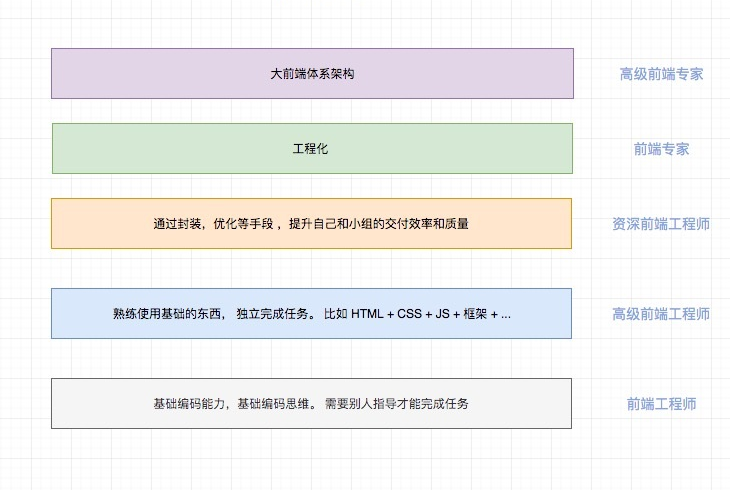 大前端体系架构
高级前端专家
工程化
前端专家
通过封装，优化等手段 ，提升自己和小组的交付效率和质量
资深前端工程师
熟练使用基础的东西， 独立完成任务。 比如 HTML + CSS + JS + 框架 + ...
高级前端工程师
基础编码能力，基础编码思维。 需要别人指导才能完成任务
前端工程师